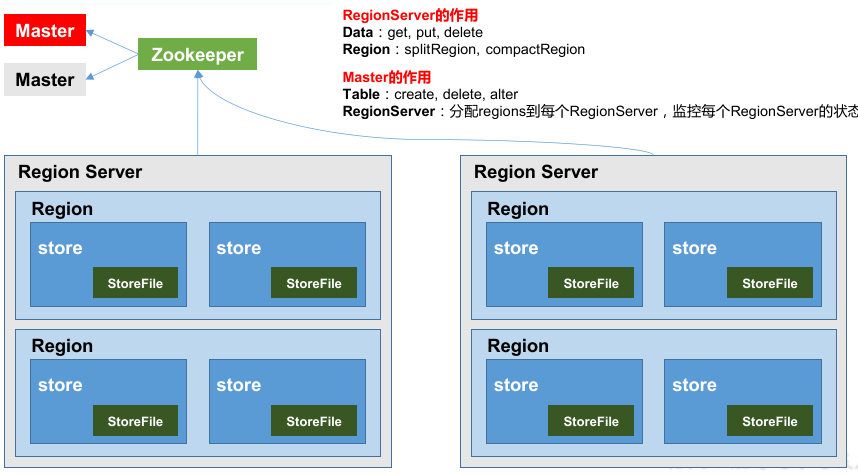 Master
Master
Zookeeper
RegionServer的作用
Data：get, put, delete
Region：splitRegion, compactRegion
Master的作用
Table：create, delete, alter
RegionServer：分配regions到每个RegionServer，监控每个RegionServer的状态
Region Server
Region
store
StoreFile
store
StoreFile
Region
store
StoreFile
store
StoreFile
Region Server
Region
store
StoreFile
store
StoreFile
Region
store
StoreFile
store
StoreFile